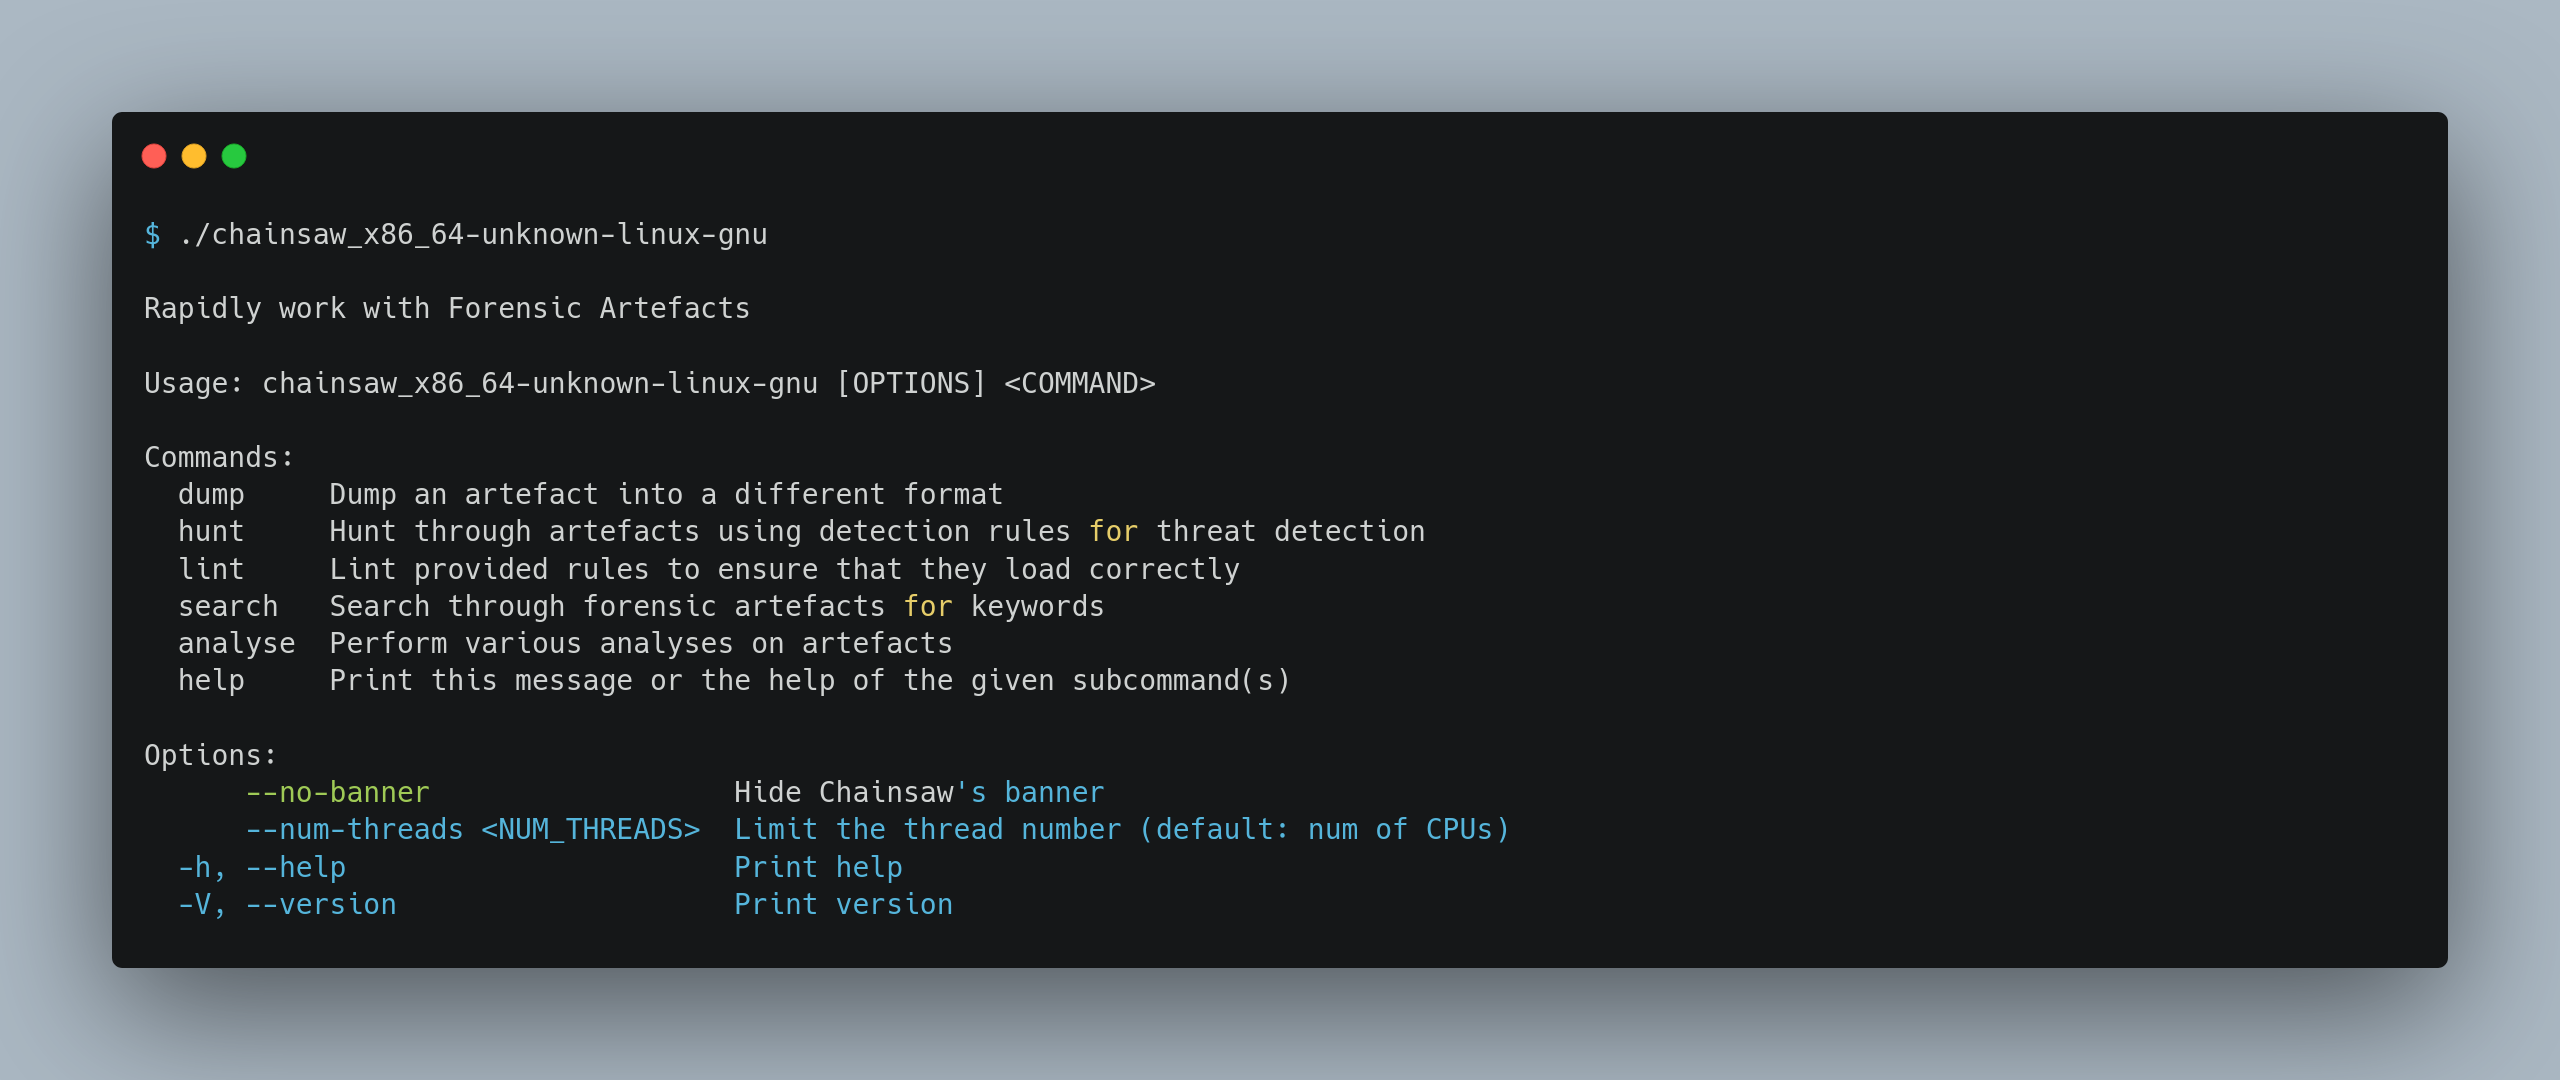 $ ./chainsaw_x86_64-unknown-linux-gnu
Rapidly work with Forensic Artefacts
Usage: chainsaw_x86_64-unknown-linux-gnu [OPTIONS] <COMMAND>
Commands:
  dump     Dump an artefact into a different format
  hunt     Hunt through artefacts using detection rules for threat detection
  lint     Lint provided rules to ensure that they load correctly
  search   Search through forensic artefacts for keywords
  analyse  Perform various analyses on artefacts
  help     Print this message or the help of the given subcommand(s)
Options:
      --no-banner                  Hide Chainsaw's banner
      --num-threads <NUM_THREADS>  Limit the thread number (default: num of CPUs)
  -h, --help                       Print help
  -V, --version                    Print version